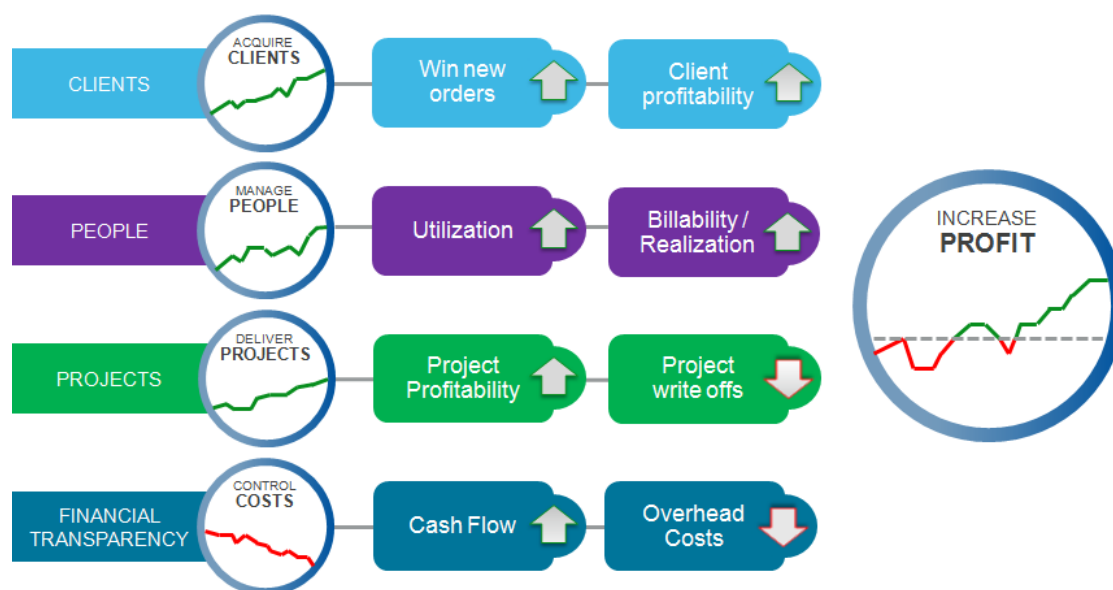 CLIENTS
ACQUIRE
CLIENTS
Win new
orders
Client
profitability
PEOPLE
MANAGE
PEOPLE
Utilization
Billability /
Realization
INCREASE
PROFIT
PROJECTS
DELIVER
PROJECTS
Project
Profitability
Project
write offs
FINANCIAL
TRANSPARENCY
CONTROL
COSTS
Cash Flow
Overhead
Costs